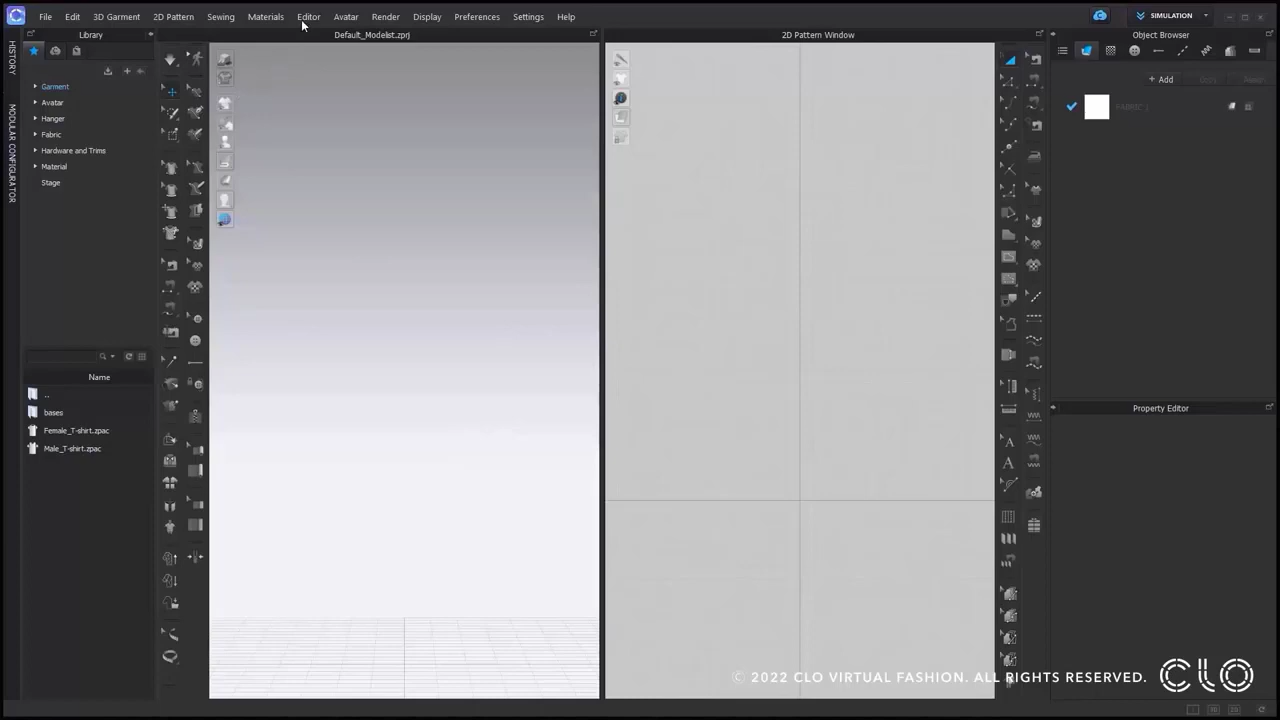 File Edit 3D Garment 2D Pattern Sewing Materials Editor Avatar Render Display Preferences Settings Help
SIMULATION
Library
Default_Modelist.zprj
2D Pattern Window
Object Browser
HISTORY
MODULAR CONFIGURATOR
Garment
Avatar
Hanger
Fabric
Hardware and Trims
Material
Stage
+ Add
FABRIC 1
Name
..
bases
Female_T-shirt.zpac
Male_T-shirt.zpac
Property Editor
© 2022 CLO VIRTUAL FASHION. ALL RIGHTS RESERVED.
CLO